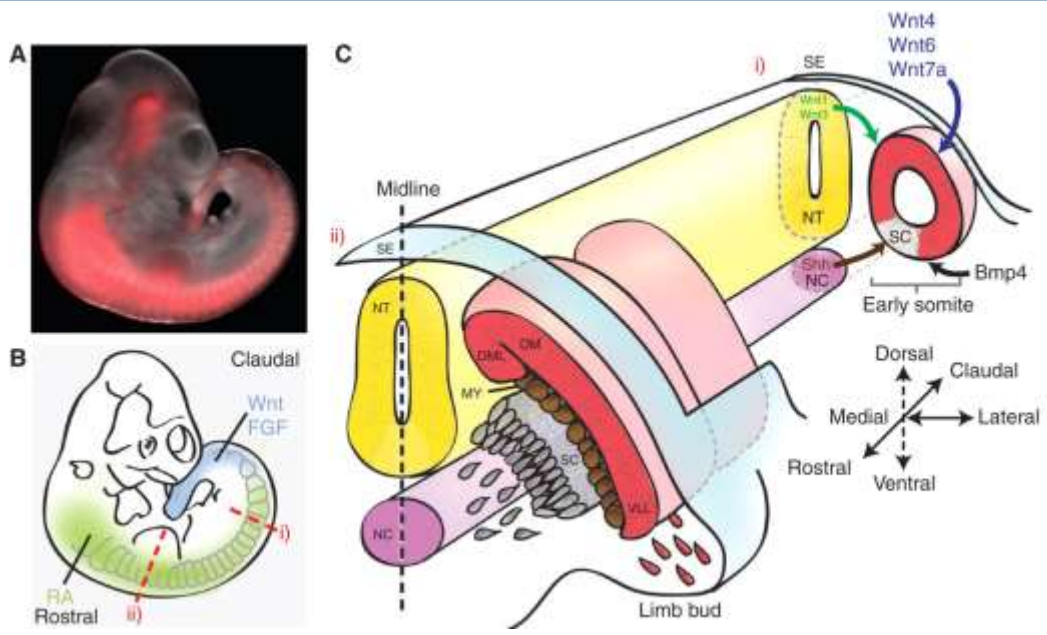 A
B
Claudal
Wnt
FGF
i)
RA
Rostral
ii)
C
Wnt4
Wnt6
Wnt7a
i)
SE
Wnt1
NT
SC
Shh
NC
Bmp4
Early somite
Midline
ii)
SE
NT
DML
DM
MY
SC
VLL
NC
Limb bud
Dorsal
Claudal
Medial
Lateral
Rostral
Ventral